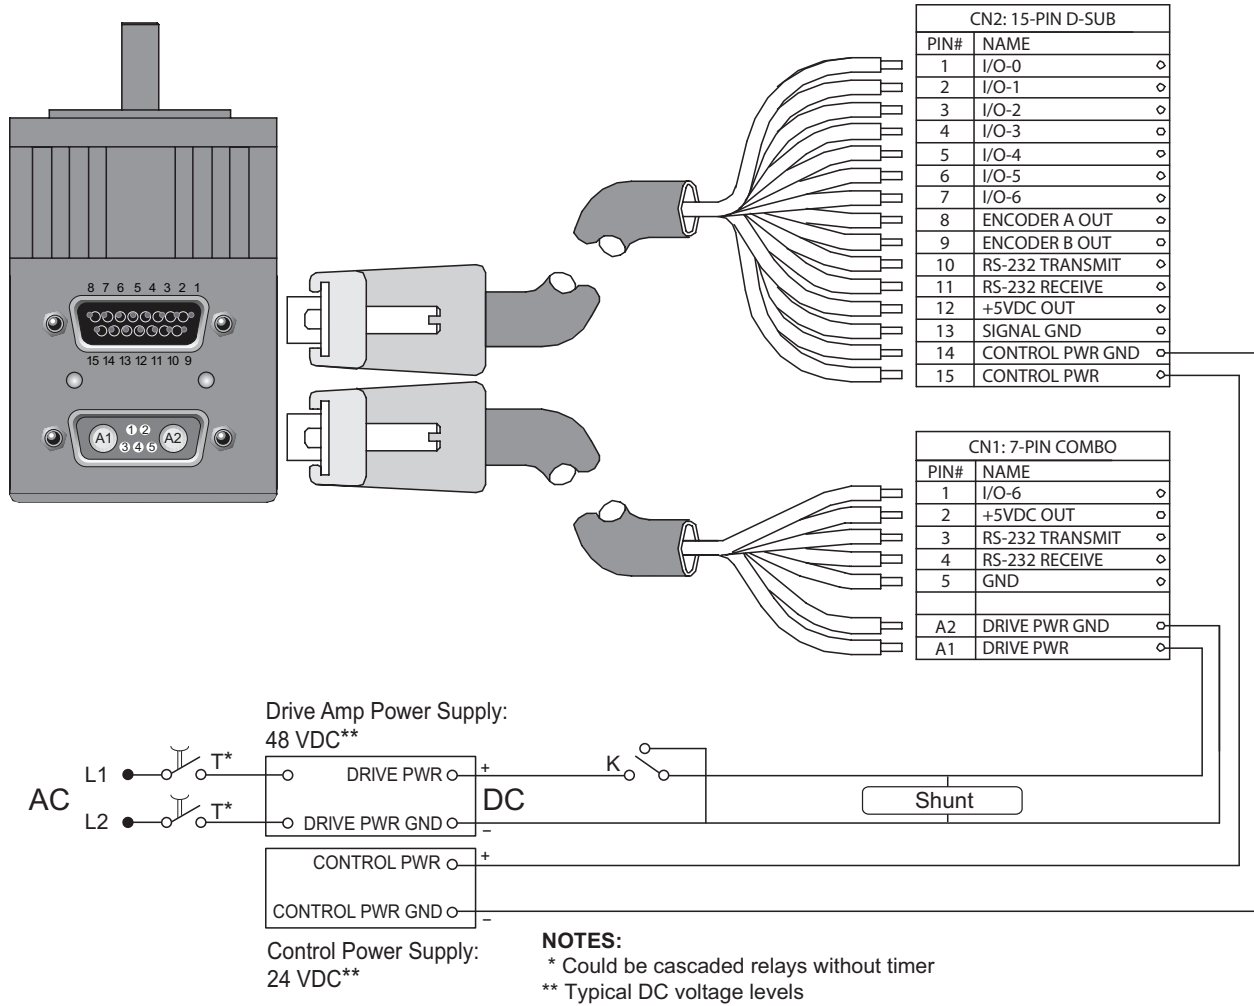 CN2: 15-PIN D-SUB
PIN# NAME
1 I/O-0
2 I/O-1
3 I/O-2
4 I/O-3
5 I/O-4
6 I/O-5
7 I/O-6
8 ENCODER A OUT
9 ENCODER B OUT
10 RS-232 TRANSMIT
11 RS-232 RECEIVE
12 +5VDC OUT
13 SIGNAL GND
14 CONTROL PWR GND
15 CONTROL PWR
8 7 6 5 4 3 2 1
15 14 13 12 11 10 9
A1 1 2 A2
3 4 5
CN1: 7-PIN COMBO
PIN# NAME
1 I/O-6
2 +5VDC OUT
3 RS-232 TRANSMIT
4 RS-232 RECEIVE
5 GND
A2 DRIVE PWR GND
A1 DRIVE PWR
Drive Amp Power Supply:
48 VDC**
AC
L1 T*
L2 T*
DRIVE PWR +
DRIVE PWR GND –
DC
K
Shunt
CONTROL PWR +
CONTROL PWR GND –
Control Power Supply:
24 VDC**
NOTES:
* Could be cascaded relays without timer
** Typical DC voltage levels